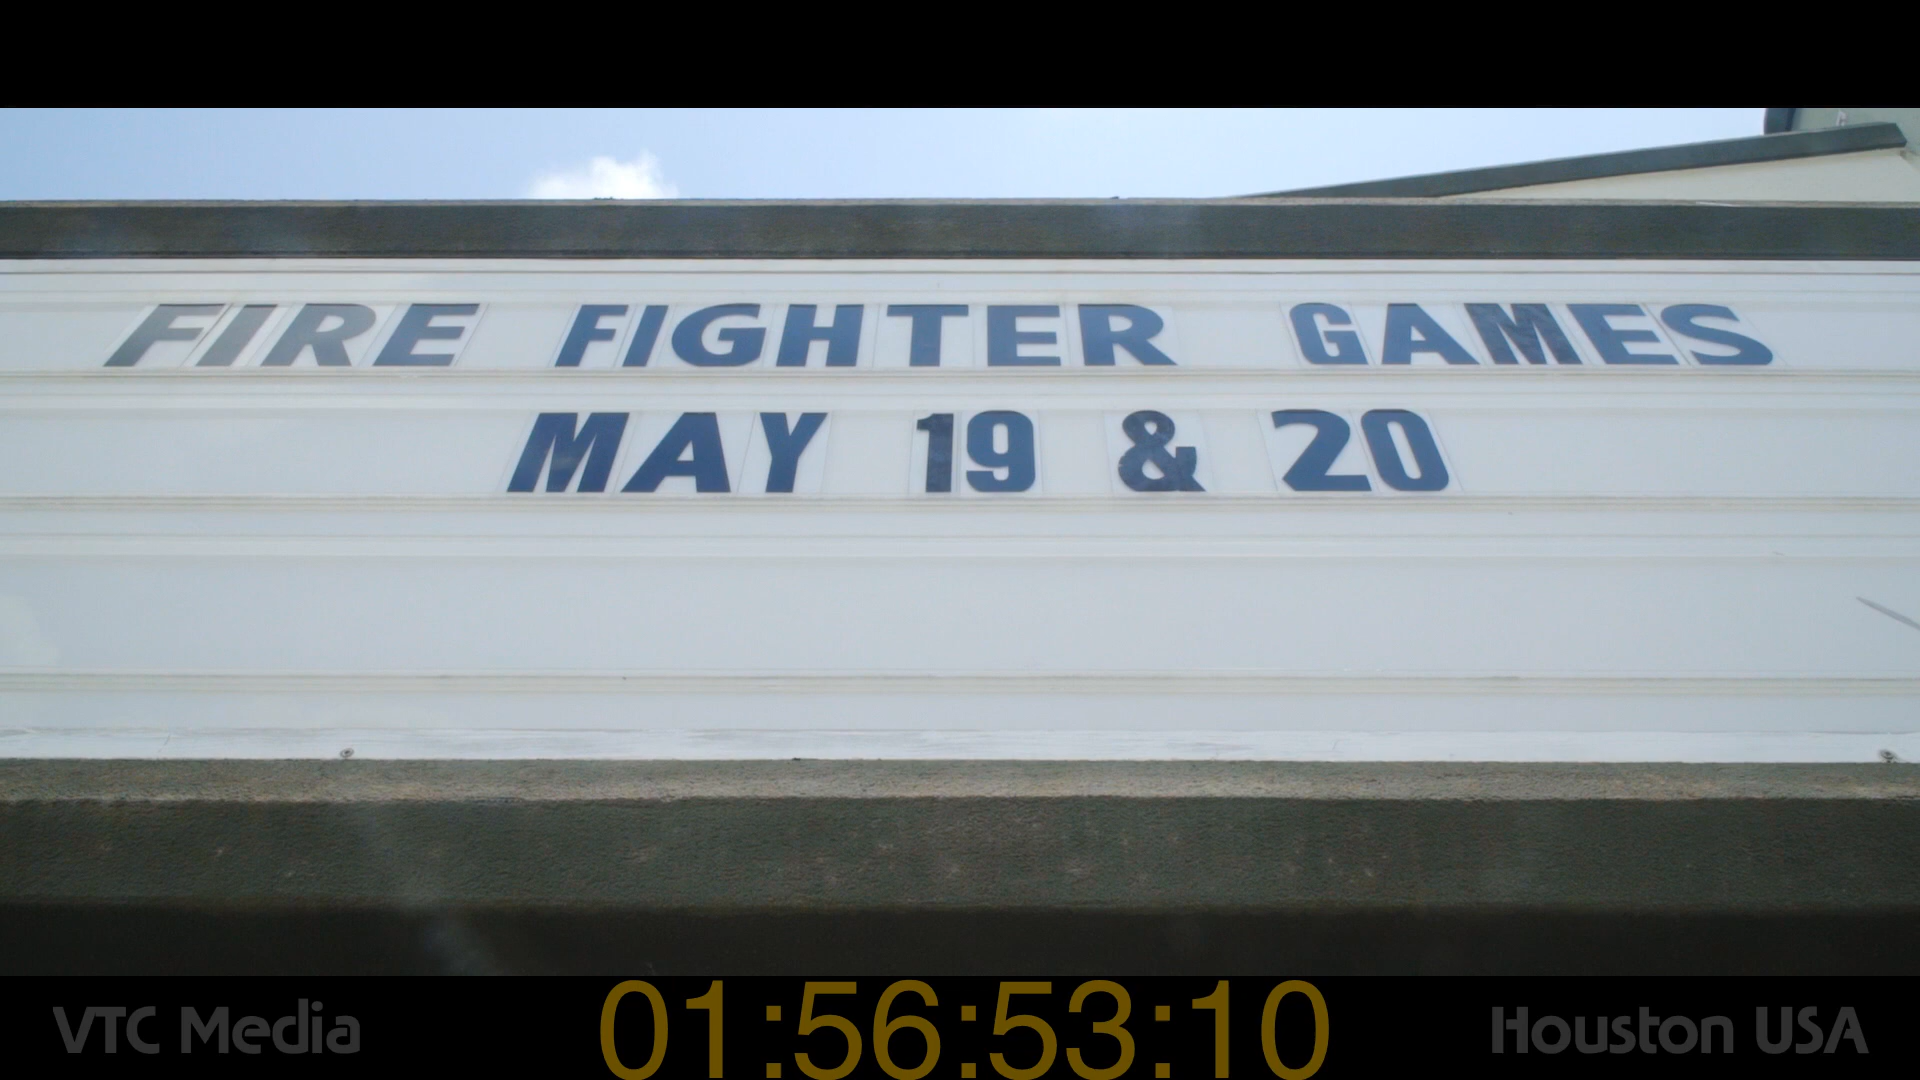 FIRE FIGHTER GAMES
MAY 19 & 20
VTC Media
01:56:53:10
Houston USA